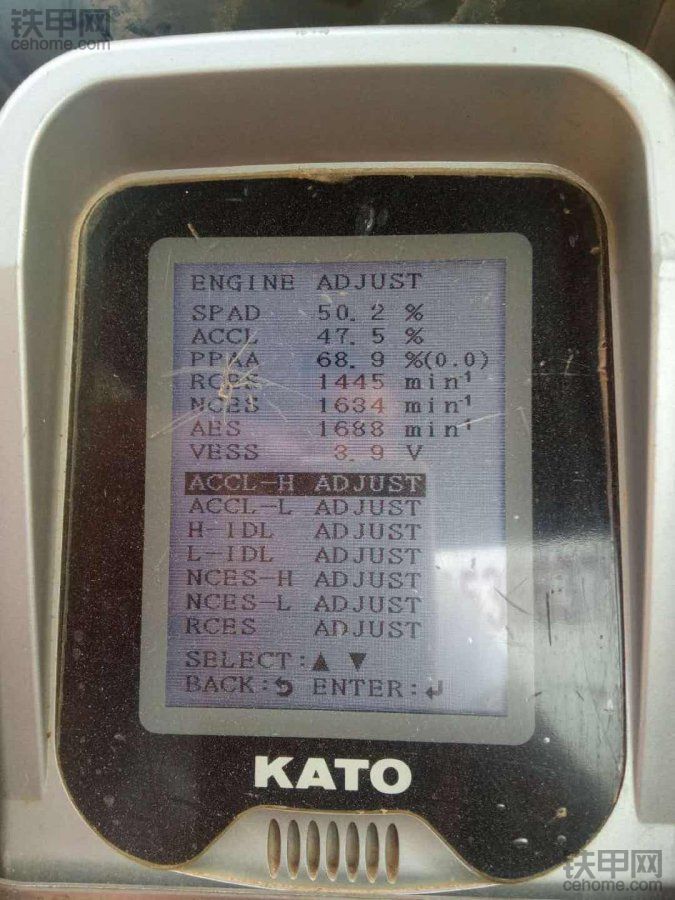 铁甲网
cehome.com
ENGINE ADJUST
SPAD 50.2 %
ACCL 47.5 %
PPAA 68.9 %(0.0)
RCES 1445 min⁻¹
NCES 1634 min⁻¹
AES 1688 min⁻¹
VESS 3.9 V
ACCL-H ADJUST
ACCL-L ADJUST
H-IDL ADJUST
L-IDL ADJUST
NCES-H ADJUST
NCES-L ADJUST
RCES ADJUST
SELECT:▲ ▼
BACK:⮌ ENTER:↵
KATO
铁甲网
cehome.com